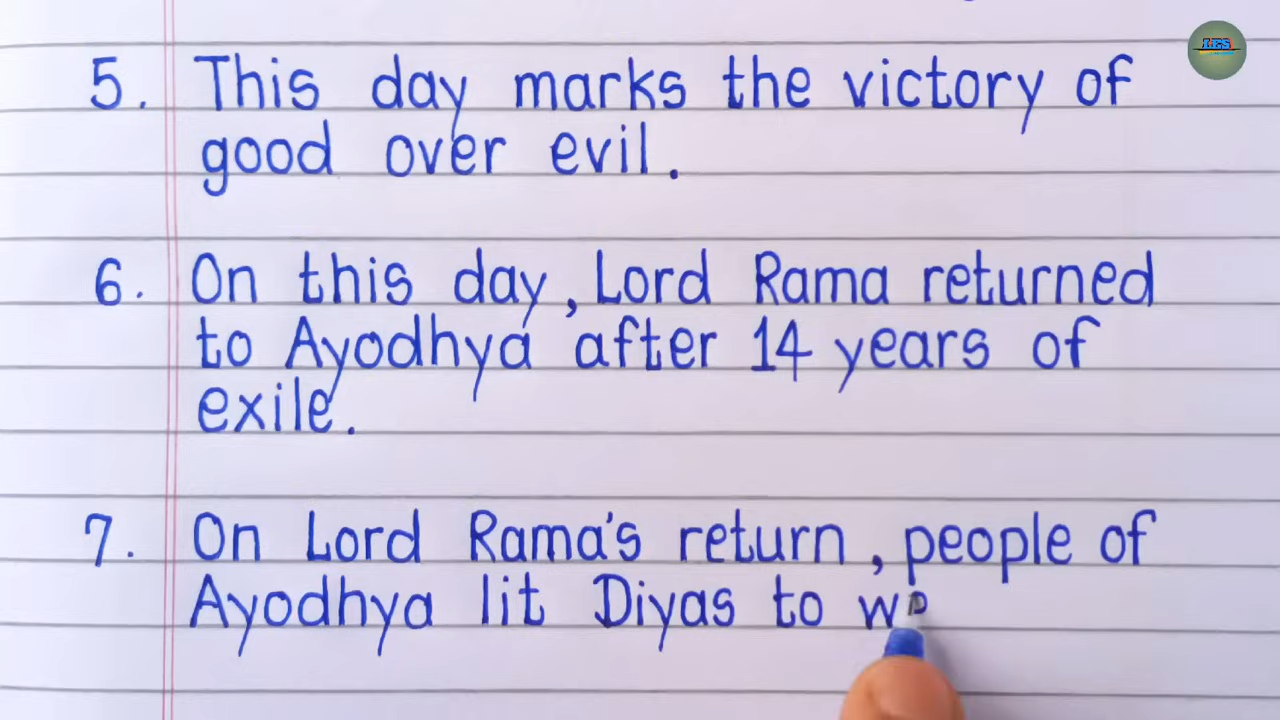 LES
5. This day marks the victory of
good over evil.
6. On this day, Lord Rama returned
to Ayodhya after 14 years of
exile.
7. On Lord Rama's return, people of
Ayodhya lit Diyas to